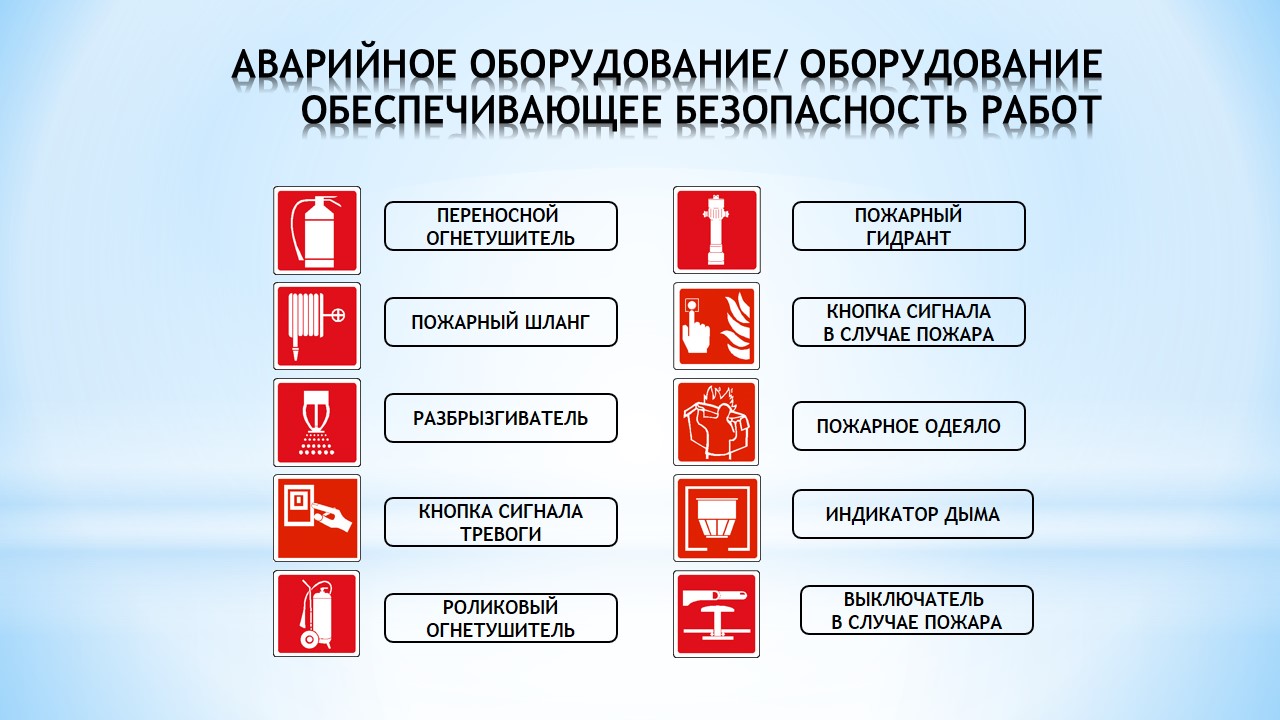 АВАРИЙНОЕ ОБОРУДОВАНИЕ/ ОБОРУДОВАНИЕ
ОБЕСПЕЧИВАЮЩЕЕ БЕЗОПАСНОСТЬ РАБОТ
ПЕРЕНОСНОЙ
ОГНЕТУШИТЕЛЬ
ПОЖАРНЫЙ
ГИДРАНТ
ПОЖАРНЫЙ ШЛАНГ
КНОПКА СИГНАЛА
В СЛУЧАЕ ПОЖАРА
РАЗБРЫЗГИВАТЕЛЬ
ПОЖАРНОЕ ОДЕЯЛО
КНОПКА СИГНАЛА
ТРЕВОГИ
ИНДИКАТОР ДЫМА
РОЛИКОВЫЙ
ОГНЕТУШИТЕЛЬ
ВЫКЛЮЧАТЕЛЬ
В СЛУЧАЕ ПОЖАРА